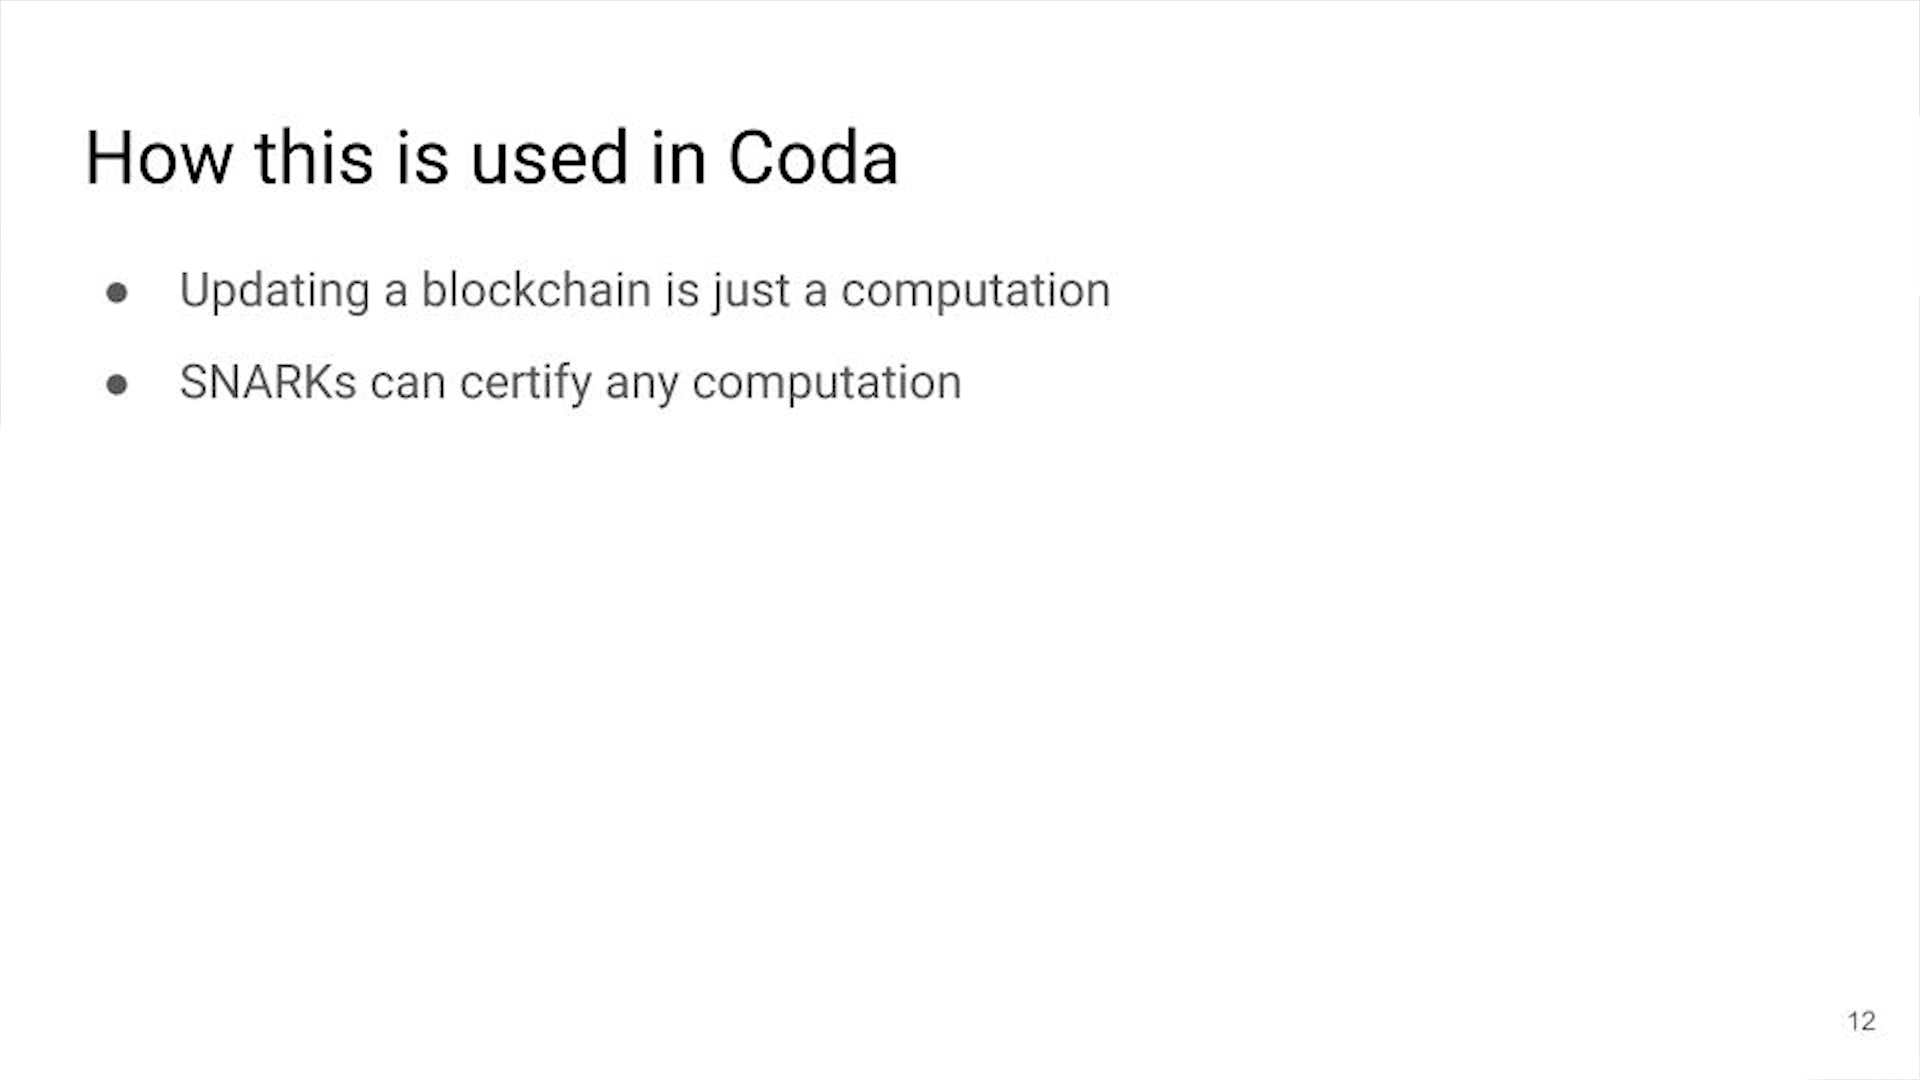 How this is used in Coda
● Updating a blockchain is just a computation
● SNARKs can certify any computation
12